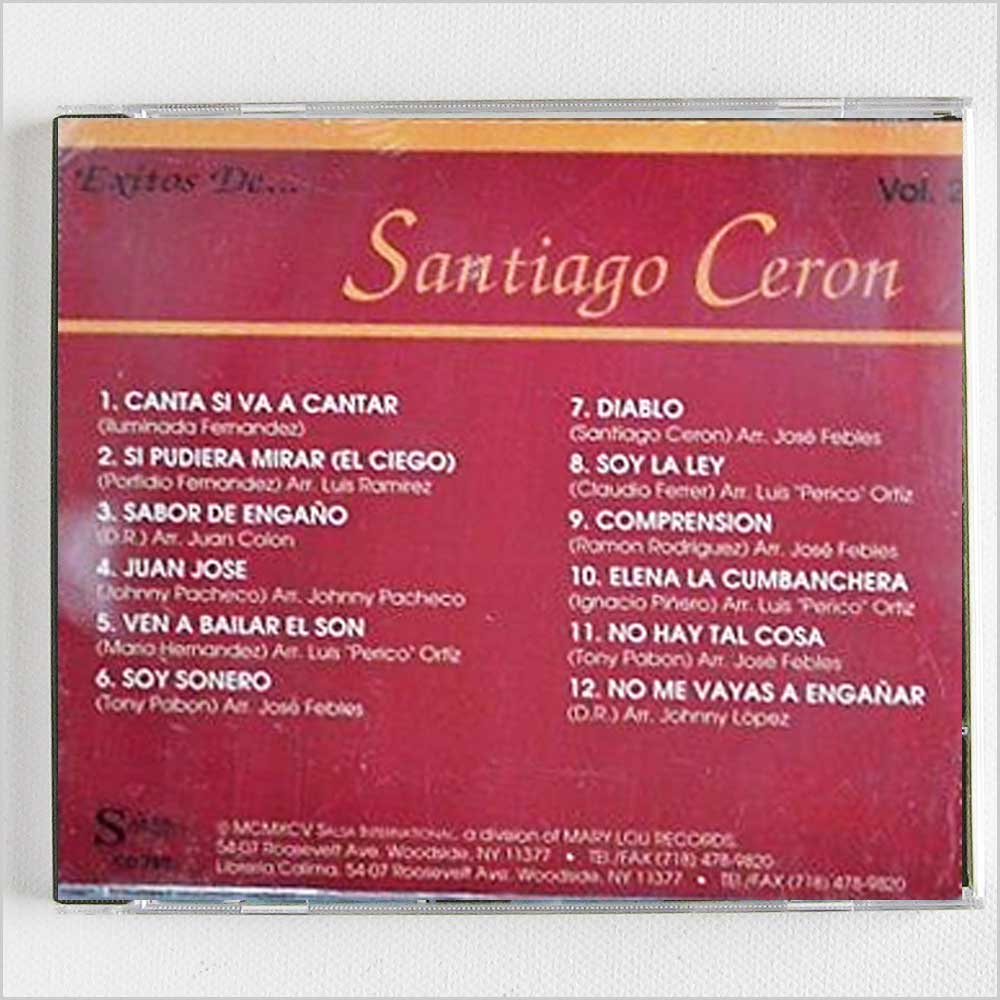 Exitos De...
Vol. 2
Santiago Ceron
1. CANTA SI VA A CANTAR
(Iluminada Fernandez)
2. SI PUDIERA MIRAR (EL CIEGO)
(Porfidio Fernandez) Arr. Luis Ramirez
3. SABOR DE ENGAÑO
(D.R.) Arr. Juan Colon
4. JUAN JOSE
(Johnny Pacheco) Arr. Johnny Pacheco
5. VEN A BAILAR EL SON
(Mario Hernandez) Arr. Luis "Perico" Ortiz
6. SOY SONERO
(Tony Pabon) Arr. José Febles
7. DIABLO
(Santiago Ceron) Arr. José Febles
8. SOY LA LEY
(Claudio Ferrer) Arr. Luis "Perico" Ortiz
9. COMPRENSION
(Ramon Rodriguez) Arr. José Febles
10. ELENA LA CUMBANCHERA
(Ignacio Piñero) Arr. Luis "Perico" Ortiz
11. NO HAY TAL COSA
(Tony Pabon) Arr. José Febles
12. NO ME VAYAS A ENGAÑAR
(D.R.) Arr. Johnny Lopez
© MCMXCV SALSA INTERNATIONAL, a division of MARY LOU RECORDS.
54-07 Roosevelt Ave. Woodside, NY 11377 • TEL/FAX (718) 478-9820
Libreria Calima, 54-07 Roosevelt Ave. Woodside, NY 11377 • TEL/FAX (718) 478-9820